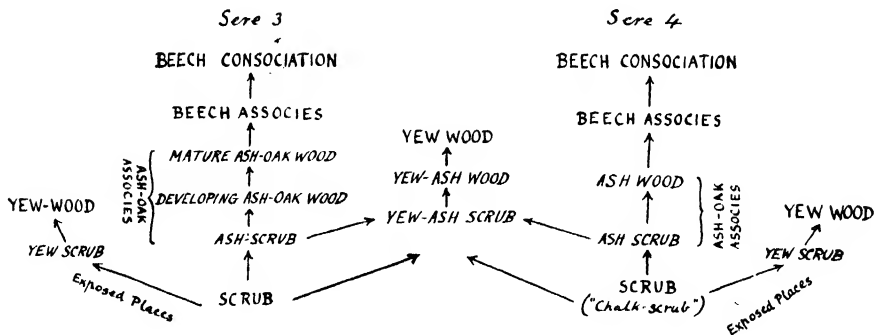 Sere 3
Sere 4
BEECH CONSOCIATION
BEECH CONSOCIATION
BEECH ASSOCIES
BEECH ASSOCIES
YEW WOOD
MATURE ASH-OAK WOOD
ASH-OAK
ASSOCIES
YEW-ASH WOOD
ASH WOOD
ASH-OAK
ASSOCIES
DEVELOPING ASH-OAK WOOD
YEW-WOOD
YEW-ASH SCRUB
YEW WOOD
ASH-SCRUB
ASH SCRUB
YEW SCRUB
YEW SCRUB
Exposed Places
SCRUB
SCRUB
("Chalk-scrub")
Exposed Places